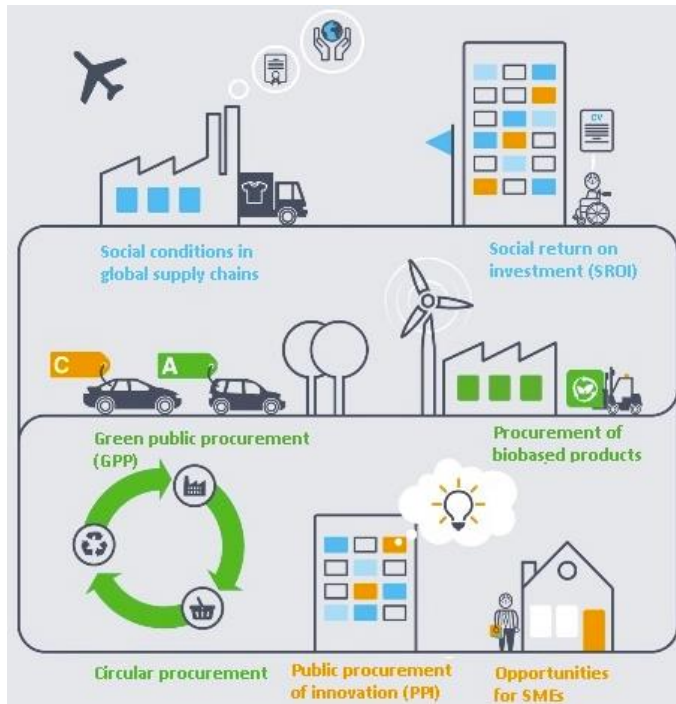 CV
Social conditions in
global supply chains
Social return on
investment (SROI)
C
A
Green public procurement
(GPP)
Procurement of
biobased products
Circular procurement
Public procurement
of innovation (PPI)
Opportunities
for SMEs